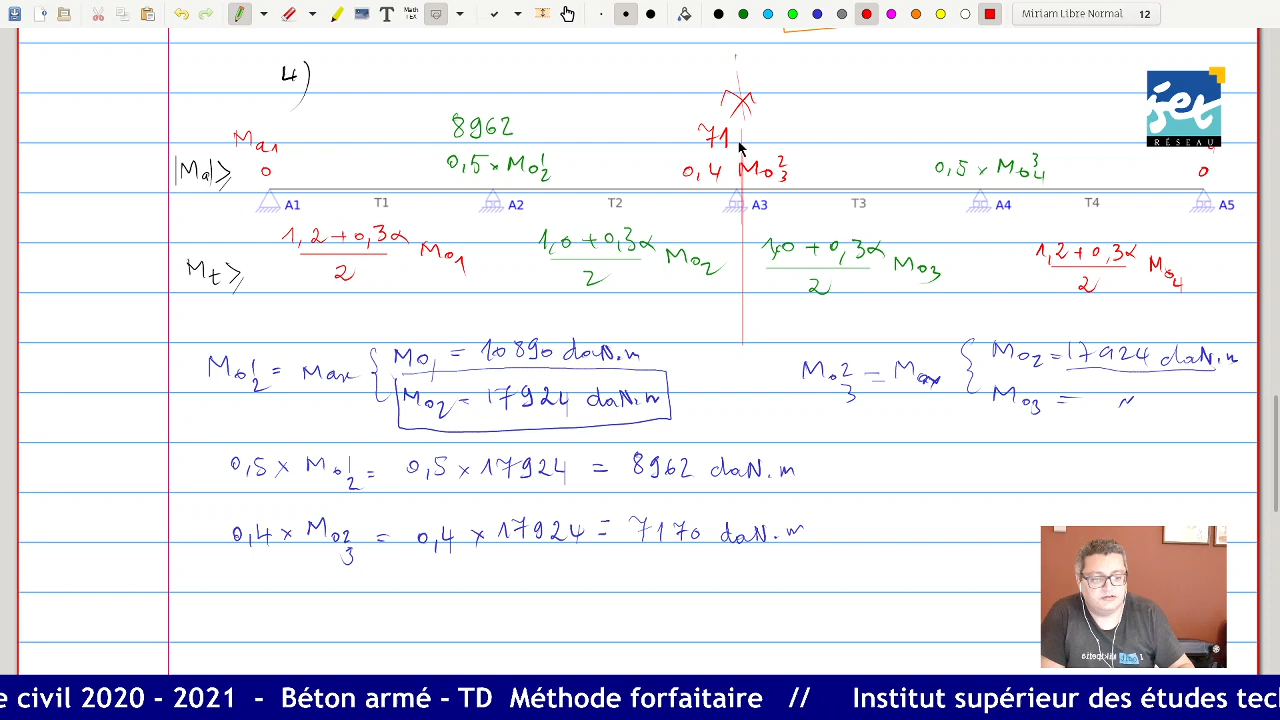 Miriam Libre Normal 12
4)
8962 71
Ma1
|Ma| > 0 0,5 × Mo1/2 0,4 Mo2/3 0,5 × Mo3/4 0
A1 T1 A2 T2 A3 T3 A4 T4 A5
Mt > (1,2 + 0,3α)/2 Mo1 (1,0 + 0,3α)/2 Mo2 (1,0 + 0,3α)/2 Mo3 (1,2 + 0,3α)/2 Mo4
Mo1/2 = Max { Mo1 = 10890 daN.m
Mo2 = 17924 daN.m
Mo2/3 = Max { Mo2 = 17924 daN.m
Mo3 = "
0,5 × Mo1/2 = 0,5 × 17924 = 8962 daN.m
0,4 × Mo2/3 = 0,4 × 17924 = 7170 daN.m
iset
RÉSEAU
e civil 2020 - 2021 - Béton armé - TD Méthode forfaitaire // Institut supérieur des études tec